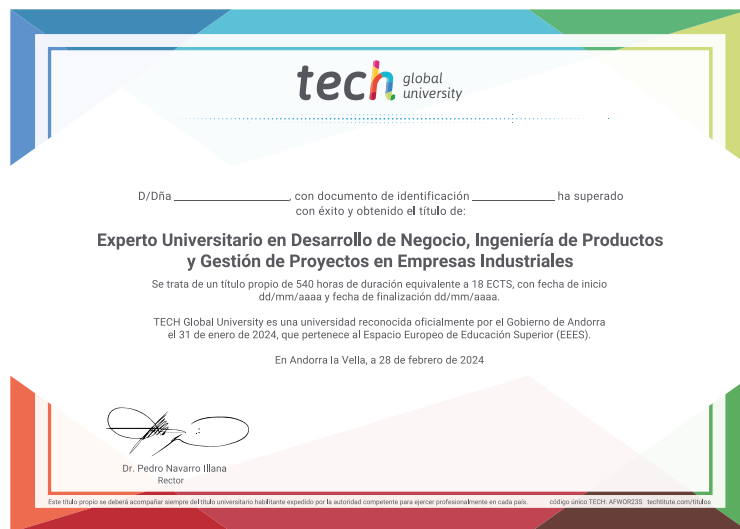 tech global
university
D/Dña ____________________, con documento de identificación ______________ ha superado
con éxito y obtenido el título de:
Experto Universitario en Desarrollo de Negocio, Ingeniería de Productos
y Gestión de Proyectos en Empresas Industriales
Se trata de un título propio de 540 horas de duración equivalente a 18 ECTS, con fecha de inicio
dd/mm/aaaa y fecha de finalización dd/mm/aaaa.
TECH Global University es una universidad reconocida oficialmente por el Gobierno de Andorra
el 31 de enero de 2024, que pertenece al Espacio Europeo de Educación Superior (EEES).
En Andorra la Vella, a 28 de febrero de 2024
Dr. Pedro Navarro Illana
Rector
Este título propio se deberá acompañar siempre del título universitario habilitante expedido por la autoridad competente para ejercer profesionalmente en cada país. código único TECH: AFWOR23S techtitute.com/titulos